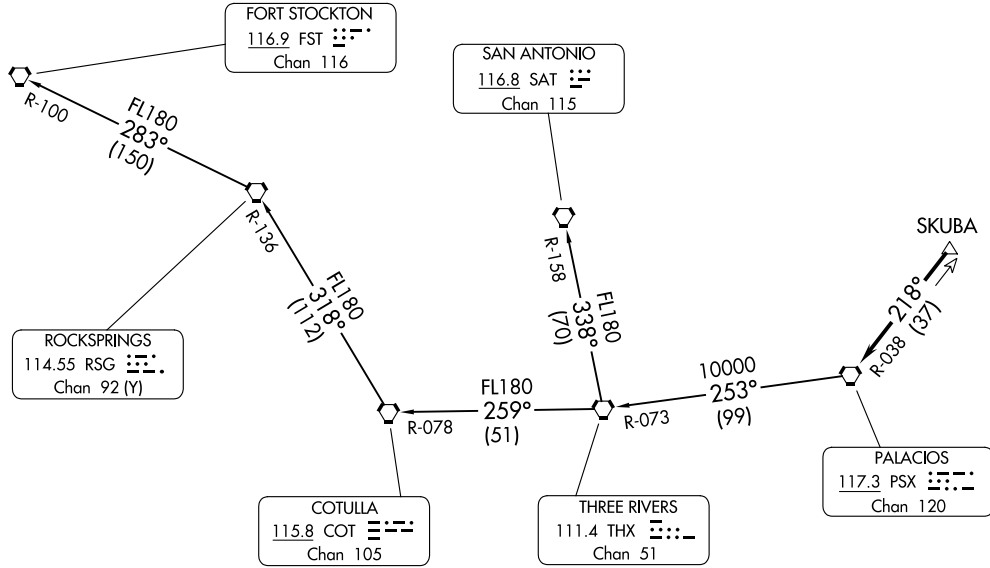 FORT STOCKTON
116.9 FST
Chan 116
SAN ANTONIO
116.8 SAT
Chan 115
R-100
FL180
283°
(150)
R-136
R-158
SKUBA
218°
(37)
R-038
FL180
318°
(112)
FL180
338°
(70)
ROCKSPRINGS
114.55 RSG
Chan 92 (Y)
10000
253°
(99)
FL180
259°
(51)
R-078
R-073
COTULLA
115.8 COT
Chan 105
THREE RIVERS
111.4 THX
Chan 51
PALACIOS
117.3 PSX
Chan 120